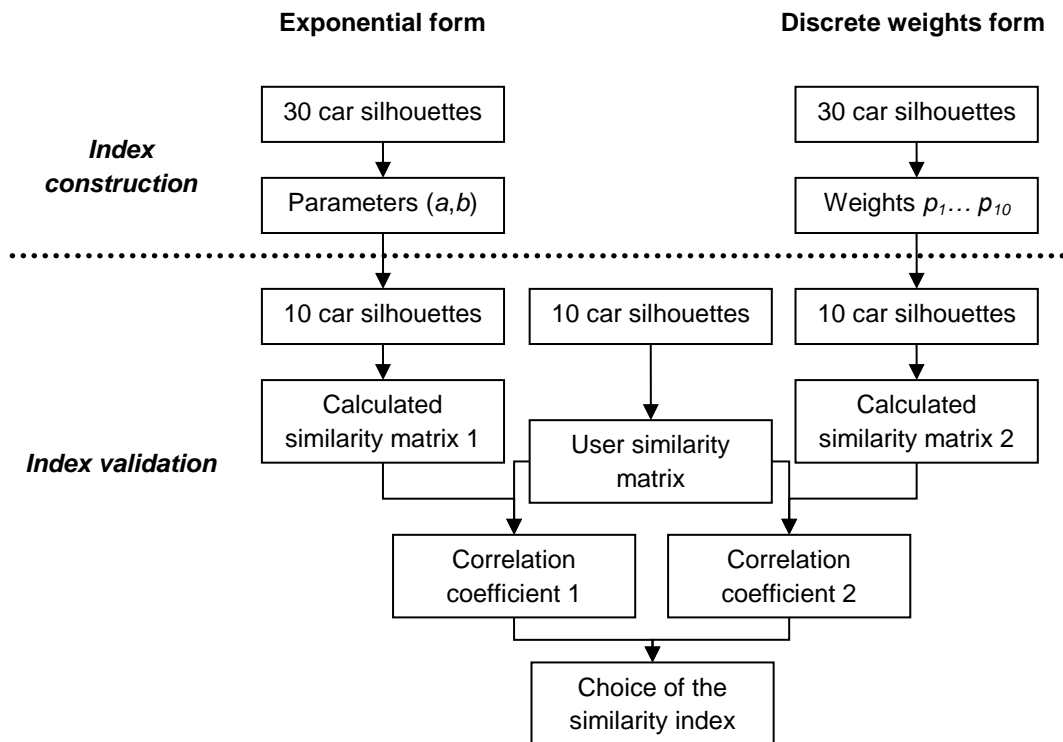 Exponential form
Discrete weights form
30 car silhouettes
30 car silhouettes
Index
construction
Parameters (a,b)
Weights p1… p10
10 car silhouettes
10 car silhouettes
10 car silhouettes
Calculated
similarity matrix 1
User similarity
matrix
Calculated
similarity matrix 2
Index validation
Correlation
coefficient 1
Correlation
coefficient 2
Choice of the
similarity index